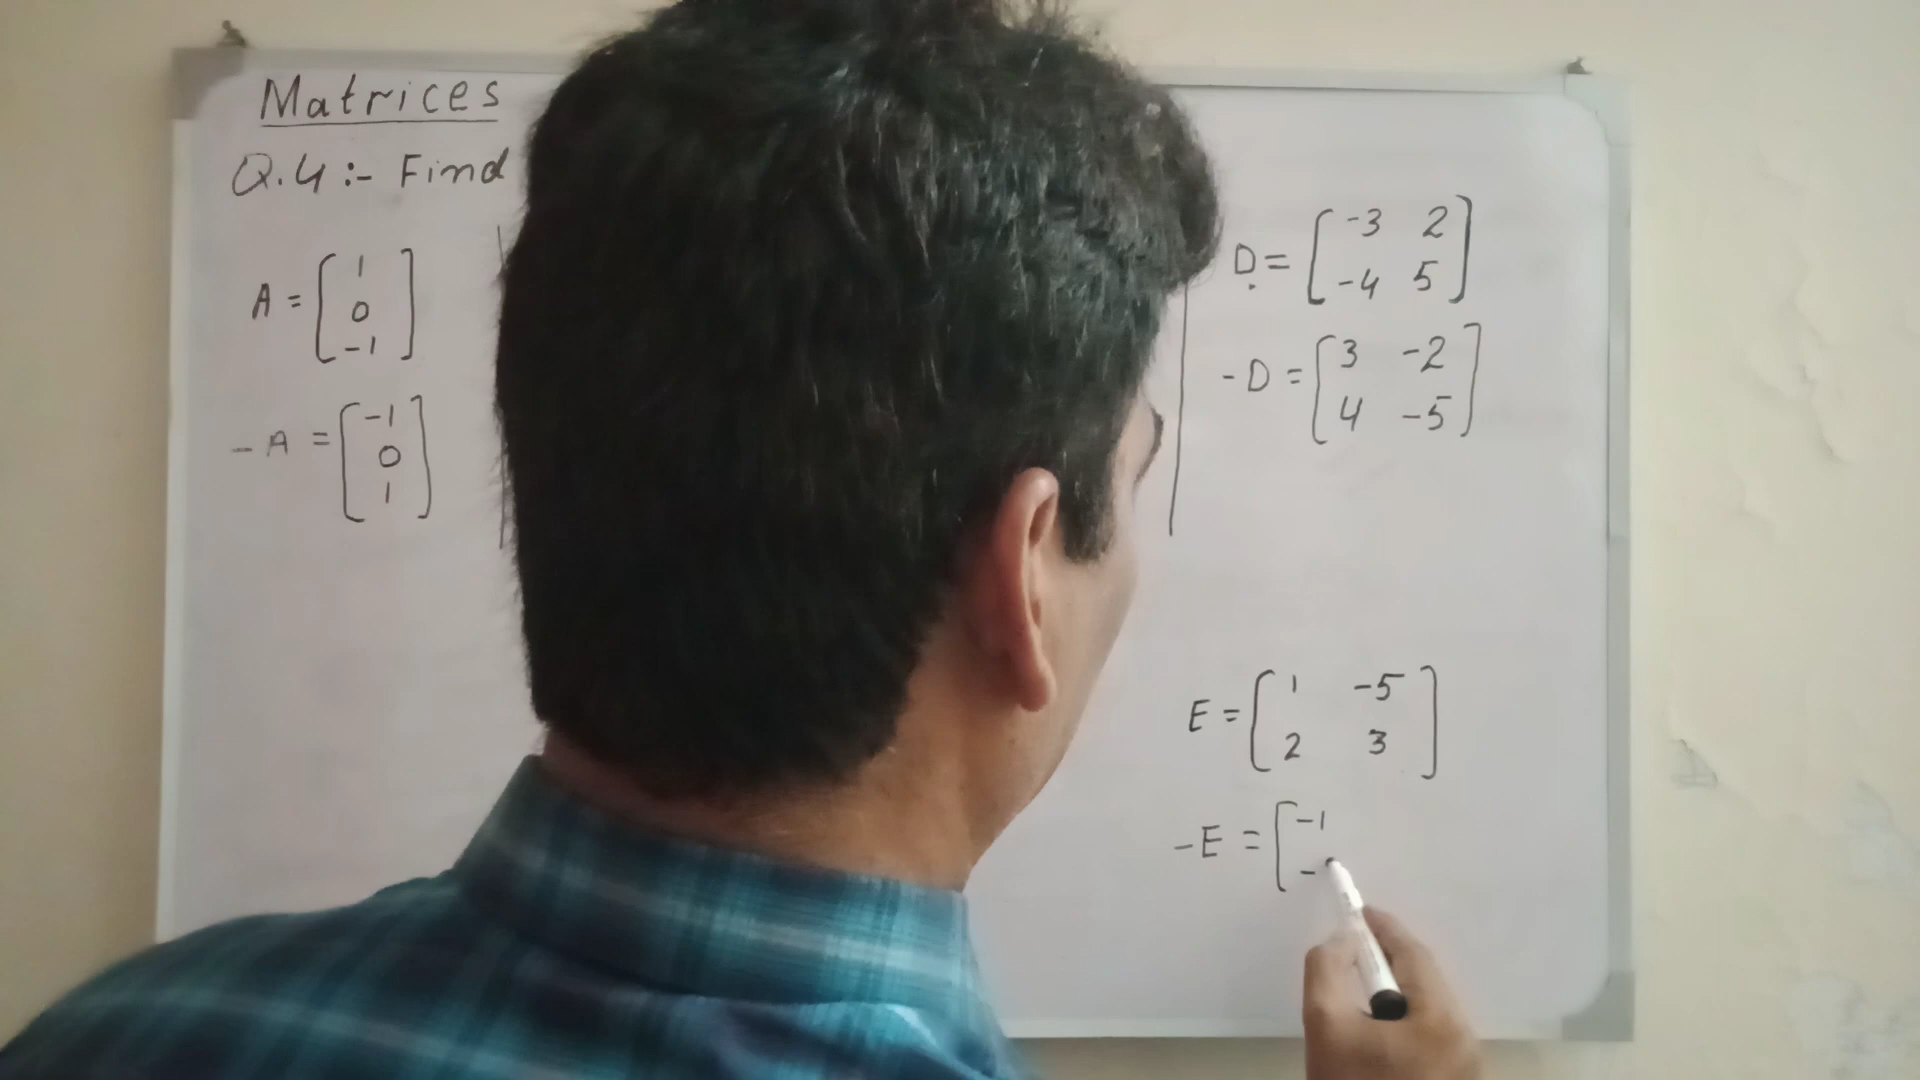 Matrices
Q.4 :- Find
A = [ 1
0
-1 ]
- A = [ -1
0
1 ]
D = [ -3 2
-4 5 ]
- D = [ 3 -2
4 -5 ]
E = [ 1 -5
2 3 ]
- E = [ -1
-